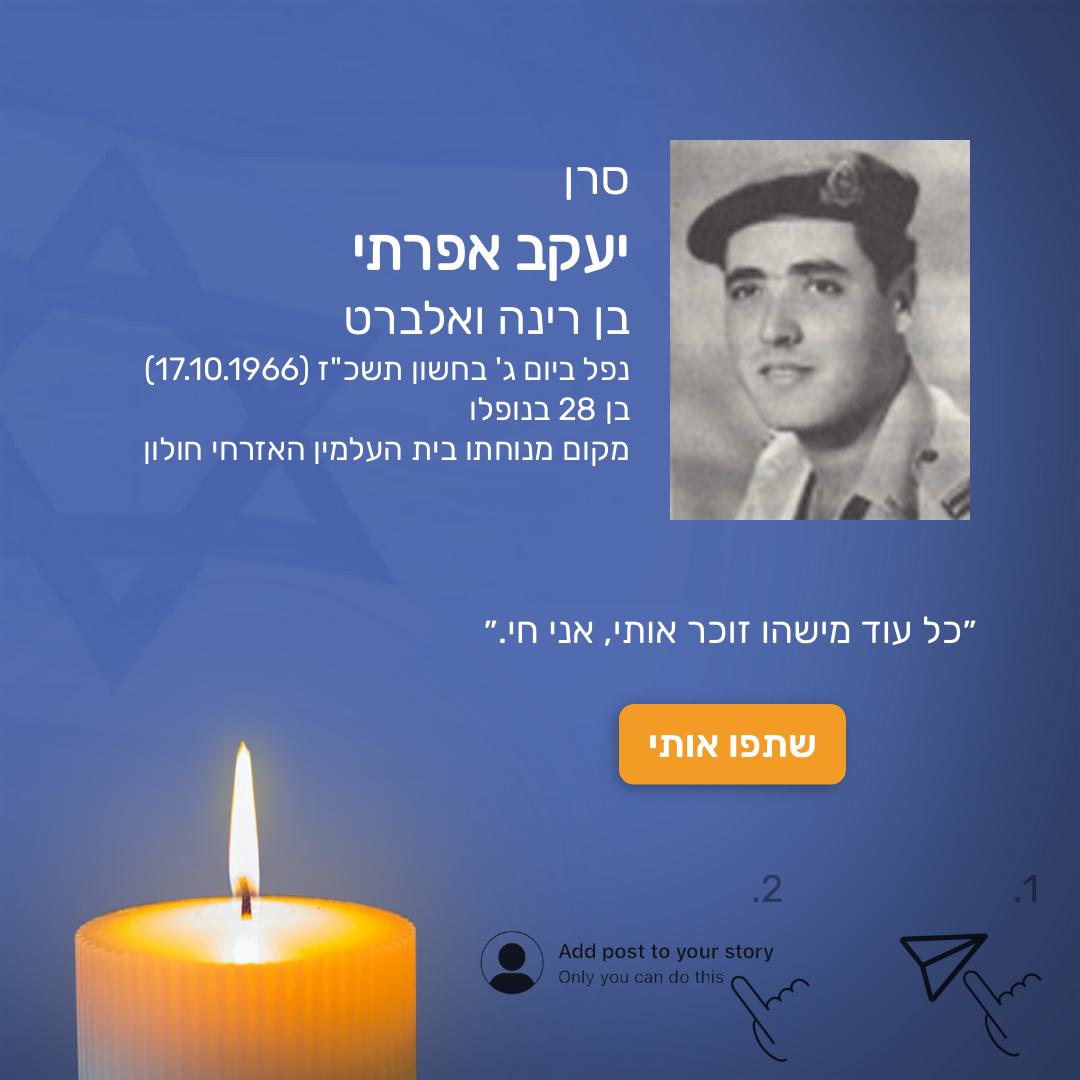 סרן
יעקב אפרתי
בן רינה ואלברט
נפל ביום ג' בחשון תשכ"ז (17.10.1966)
בן 28 בנופלו
מקום מנוחתו בית העלמין האזרחי חולון
״כל עוד מישהו זוכר אותי, אני חי.״
שתפו אותי
1.
2.
Add post to your story
Only you can do this